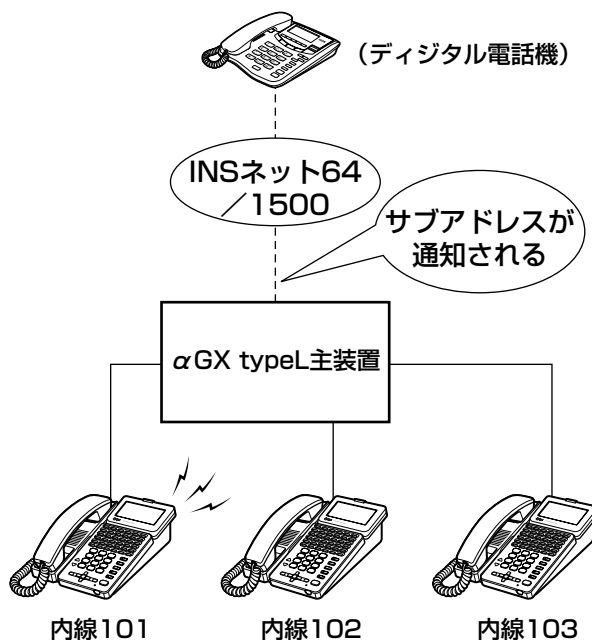 （ディジタル電話機）
INSネット64
／1500
サブアドレスが
通知される
αGX typeL主装置
内線101
内線102
内線103